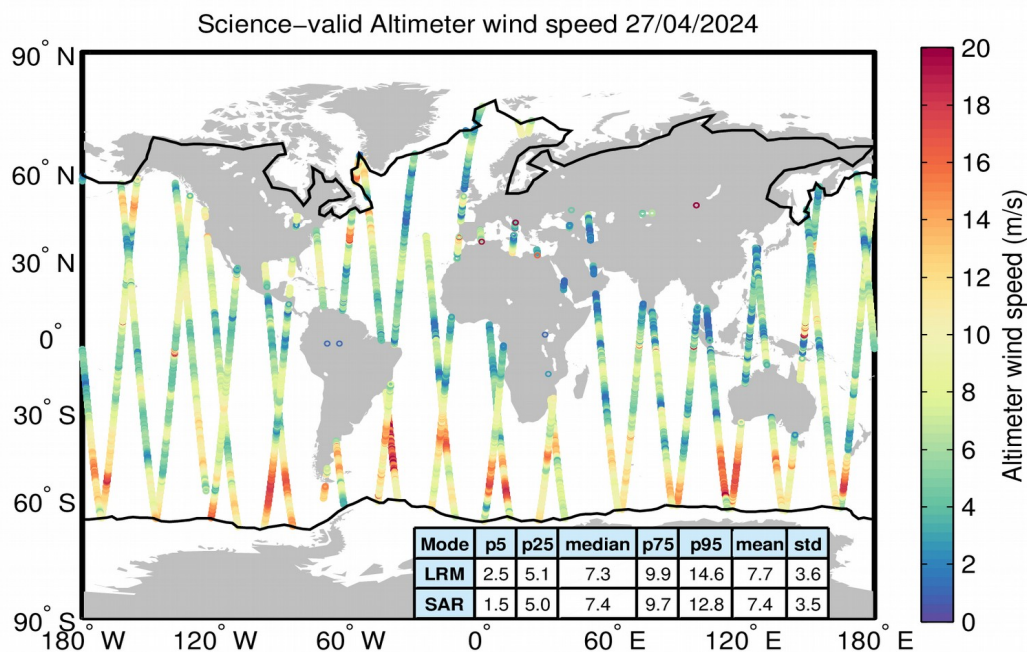 Science−valid Altimeter wind speed 27/04/2024
90° N
60° N
30° N
0°
30° S
60° S
90° S
180° W
120° W
60° W
0°
60° E
120° E
180° E
Mode p5 p25 median p75 p95 mean std
LRM 2.5 5.1 7.3 9.9 14.6 7.7 3.6
SAR 1.5 5.0 7.4 9.7 12.8 7.4 3.5
20
18
16
14
12
10
8
6
4
2
0
Altimeter wind speed (m/s)